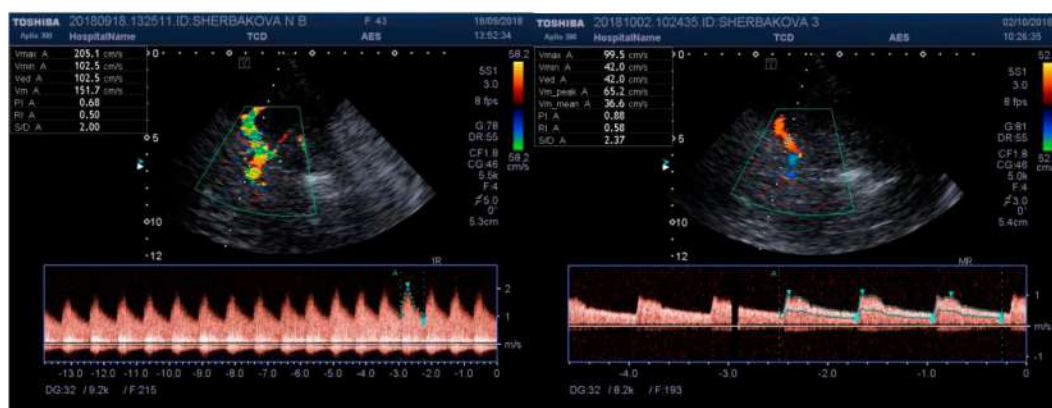 TOSHIBA 20180918.132511.ID:SHERBAKOVA N B F: 43 18/09/2018
Aplio 300 HospitalName TCD AES 13:52:34
Vmax A 205.1 cm/s
Vmin A 102.5 cm/s
Ved A 102.5 cm/s
Vm A 151.7 cm/s
PI A 0.68
RI A 0.50
S/D A 2.00
0
5
10
12
58.2
58.2
cm/s
5S1
3.0
8 fps
G:78
DR:55
CF1.8
CG:46
5.5k
F:4
5.0
0°
5.3cm
A
2
1
m/s
-13.0 -12.0 -11.0 -10.0 -9.0 -8.0 -7.0 -6.0 -5.0 -4.0 -3.0 -2.0 -1.0 0
DG:32 / 9.2k / F:215
TOSHIBA 20181002.102435.ID:SHERBAKOVA 3 02/10/2018
Aplio 300 HospitalName TCD AES 10:26:35
Vmax A 99.5 cm/s
Vmin A 42.0 cm/s
Ved A 42.0 cm/s
Vm_peak A 65.2 cm/s
Vm_mean A 36.6 cm/s
PI A 0.88
RI A 0.58
S/D A 2.37
0
5
10
12
cm/s
5S1
3.0
8 fps
G:81
DR:55
CF1.8
CG:46
5.0k
F:4
3.0
0°
5.4cm
MR
A
1
m/s
-1
-4.0 -3.0 -2.0 -1.0 0
DG:32 / 8.2k / F:193